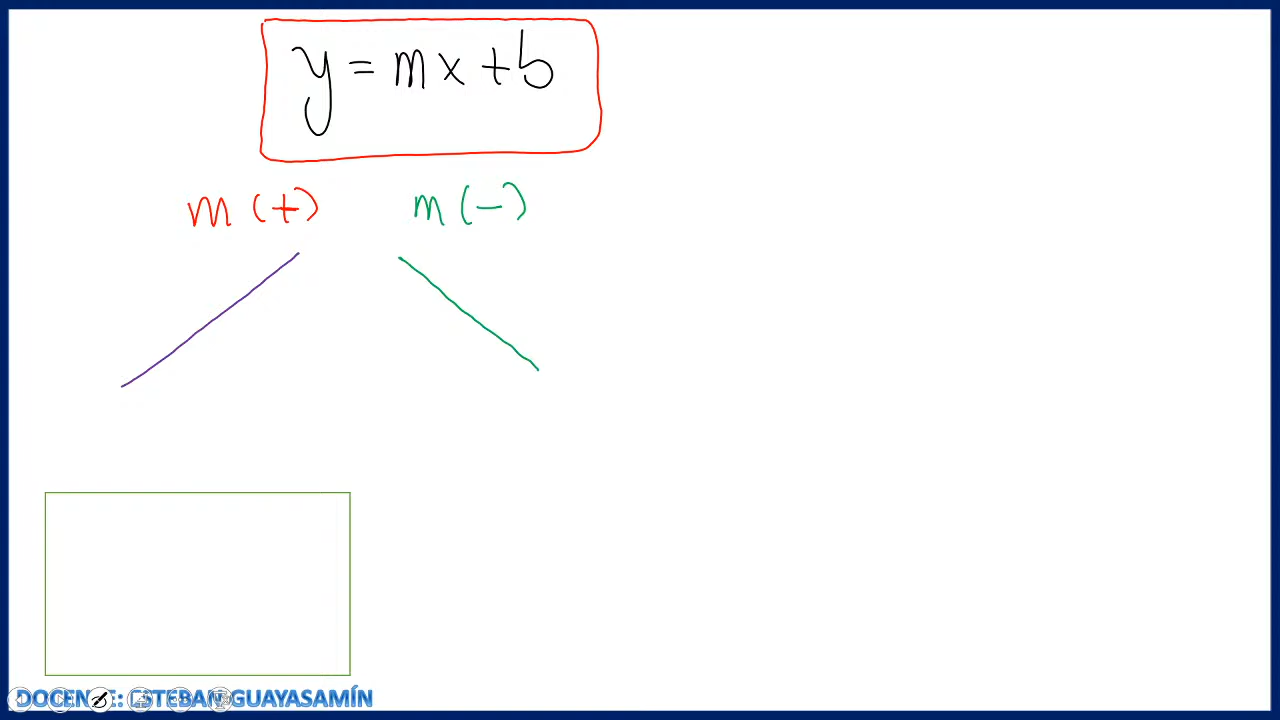 y = mx + b
m (+) m (-)
DOCENTE: ESTEBAN GUAYASAMÍN